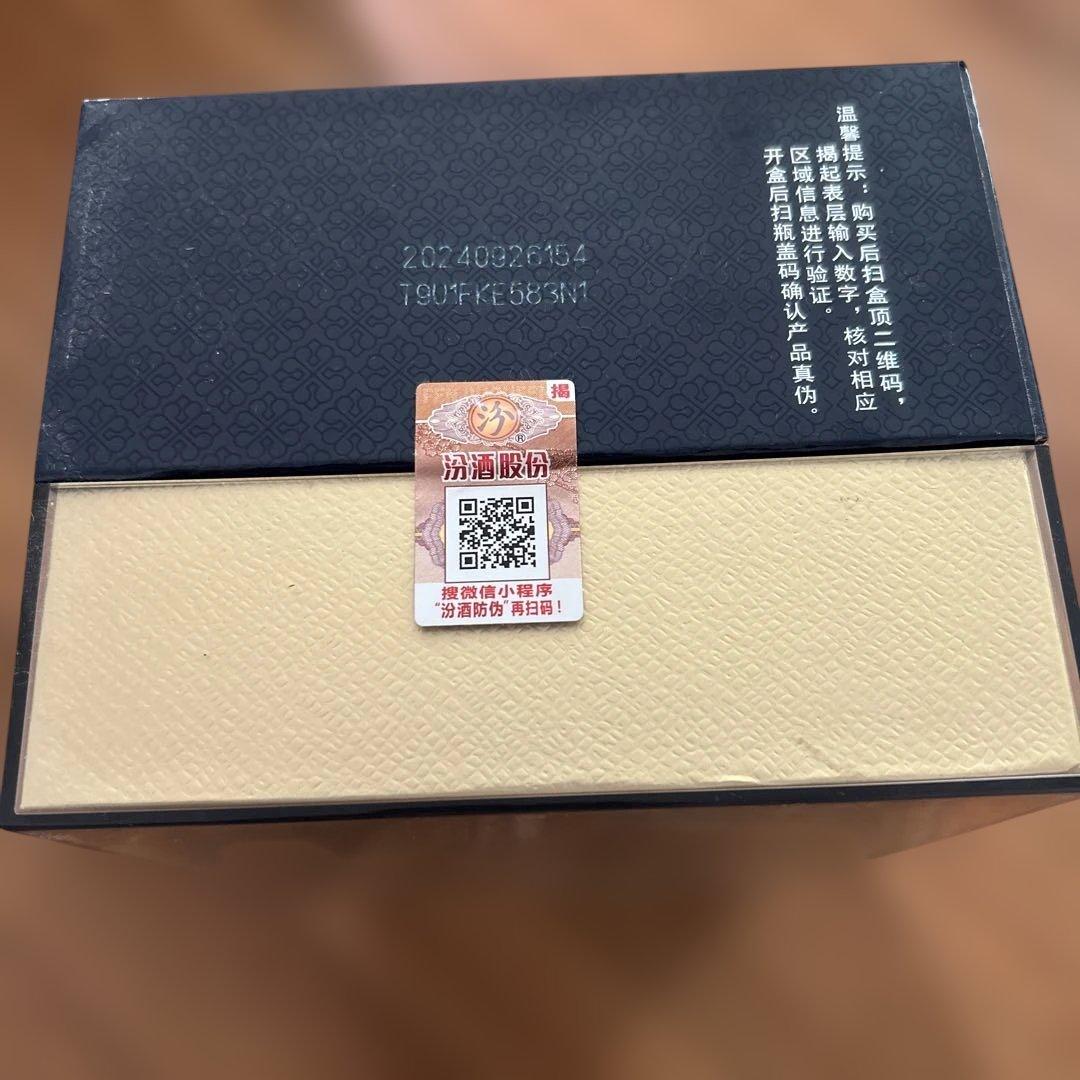 20240926154
T9U1FKE583N1
温馨提示：购买后扫盒顶二维码，
揭起表层输入数字，核对相应
区域信息进行验证。
开盒后扫瓶盖码确认产品真伪。
揭
汾®
汾酒股份
搜微信小程序
“汾酒防伪”再扫码！